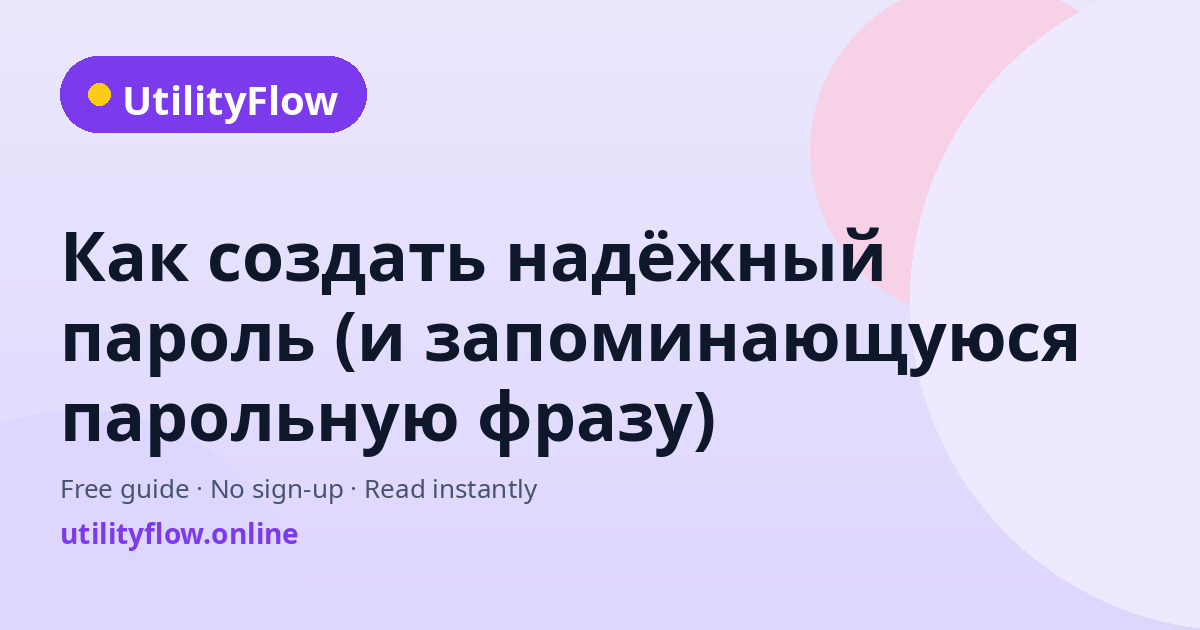 UtilityFlow
Как создать надёжный
пароль (и запоминающуюся
парольную фразу)
Free guide · No sign-up · Read instantly
utilityflow.online